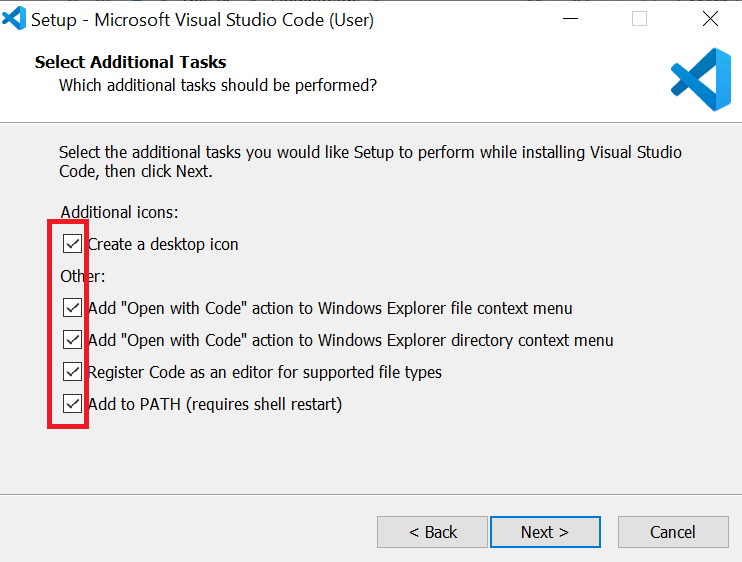 Setup - Microsoft Visual Studio Code (User)
Select Additional Tasks
Which additional tasks should be performed?
Select the additional tasks you would like Setup to perform while installing Visual Studio
Code, then click Next.
Additional icons:
Create a desktop icon
Other:
Add "Open with Code" action to Windows Explorer file context menu
Add "Open with Code" action to Windows Explorer directory context menu
Register Code as an editor for supported file types
Add to PATH (requires shell restart)
< Back
Next >
Cancel